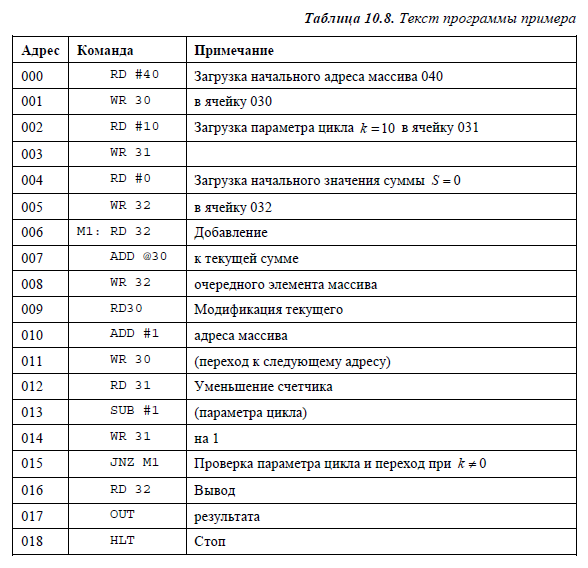 Таблица 10.8. Текст программы примера
Адрес Команда Примечание
000 RD #40 Загрузка начального адреса массива 040
001 WR 30 в ячейку 030
002 RD #10 Загрузка параметра цикла k = 10 в ячейку 031
003 WR 31
004 RD #0 Загрузка начального значения суммы S = 0
005 WR 32 в ячейку 032
006 M1: RD 32 Добавление
007 ADD @30 к текущей сумме
008 WR 32 очередного элемента массива
009 RD30 Модификация текущего
010 ADD #1 адреса массива
011 WR 30 (переход к следующему адресу)
012 RD 31 Уменьшение счетчика
013 SUB #1 (параметра цикла)
014 WR 31 на 1
015 JNZ M1 Проверка параметра цикла и переход при k ≠ 0
016 RD 32 Вывод
017 OUT результата
018 HLT Стоп